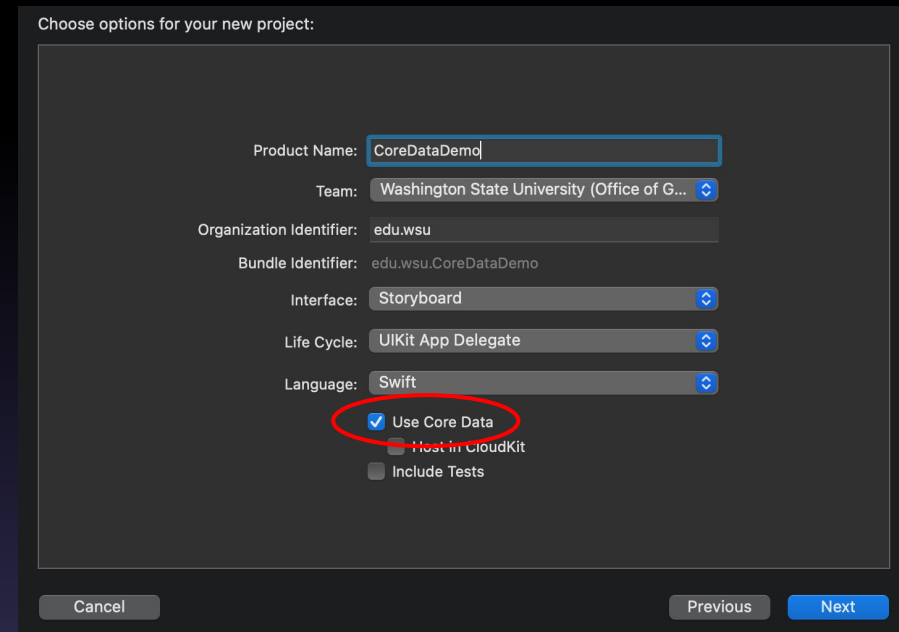 Choose options for your new project:
Product Name: CoreDataDemo
Team: Washington State University (Office of G...
Organization Identifier: edu.wsu
Bundle Identifier: edu.wsu.CoreDataDemo
Interface: Storyboard
Life Cycle: UIKit App Delegate
Language: Swift
Use Core Data
Host in CloudKit
Include Tests
Cancel Previous Next